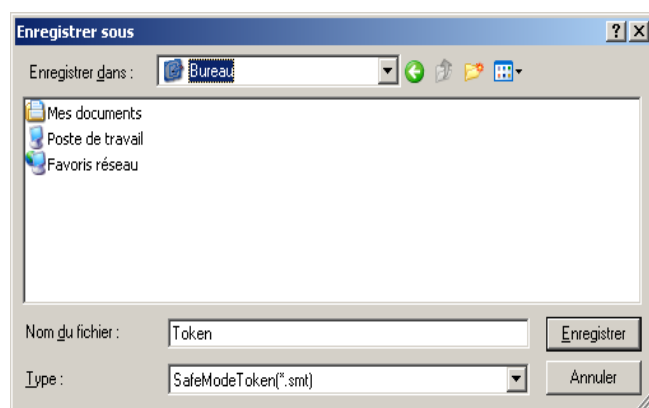 Enregistrer sous
Enregistrer dans :
Bureau
Mes documents
Poste de travail
Favoris réseau
Nom du fichier :
Token
Enregistrer
Type :
SafeModeToken(*.smt)
Annuler